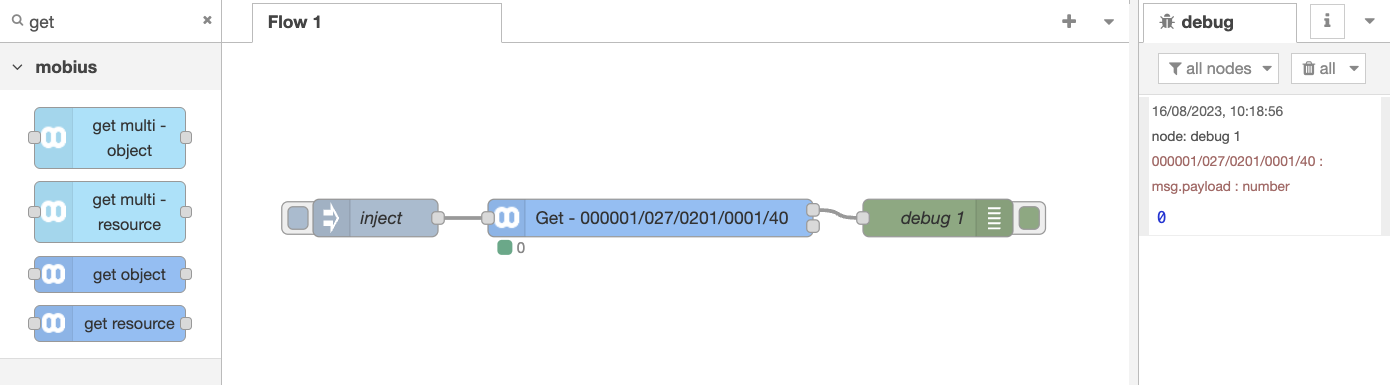 get
Flow 1
debug
mobius
all nodes
all
get multi -
object
get multi -
resource
get object
get resource
inject
Get - 000001/027/0201/0001/40
0
debug 1
16/08/2023, 10:18:56
node: debug 1
000001/027/0201/0001/40 :
msg.payload : number
0